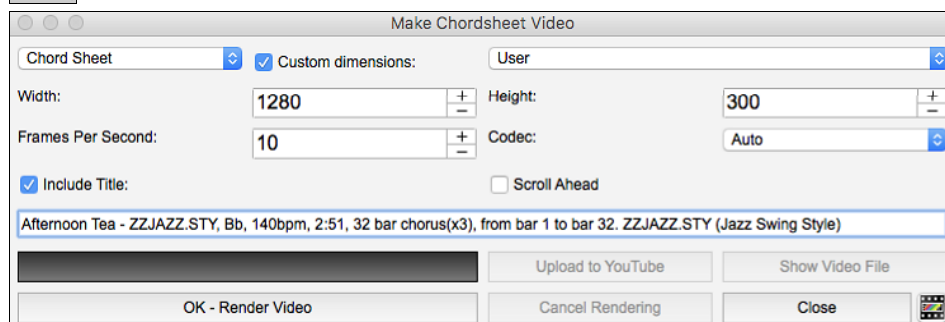 Make Chordsheet Video
Chord Sheet Custom dimensions: User
Width: 1280 + − Height: 300 + −
Frames Per Second: 10 + − Codec: Auto
Include Title: Scroll Ahead
Afternoon Tea - ZZJAZZ.STY, Bb, 140bpm, 2:51, 32 bar chorus(x3), from bar 1 to bar 32. ZZJAZZ.STY (Jazz Swing Style)
Upload to YouTube Show Video File
OK - Render Video Cancel Rendering Close